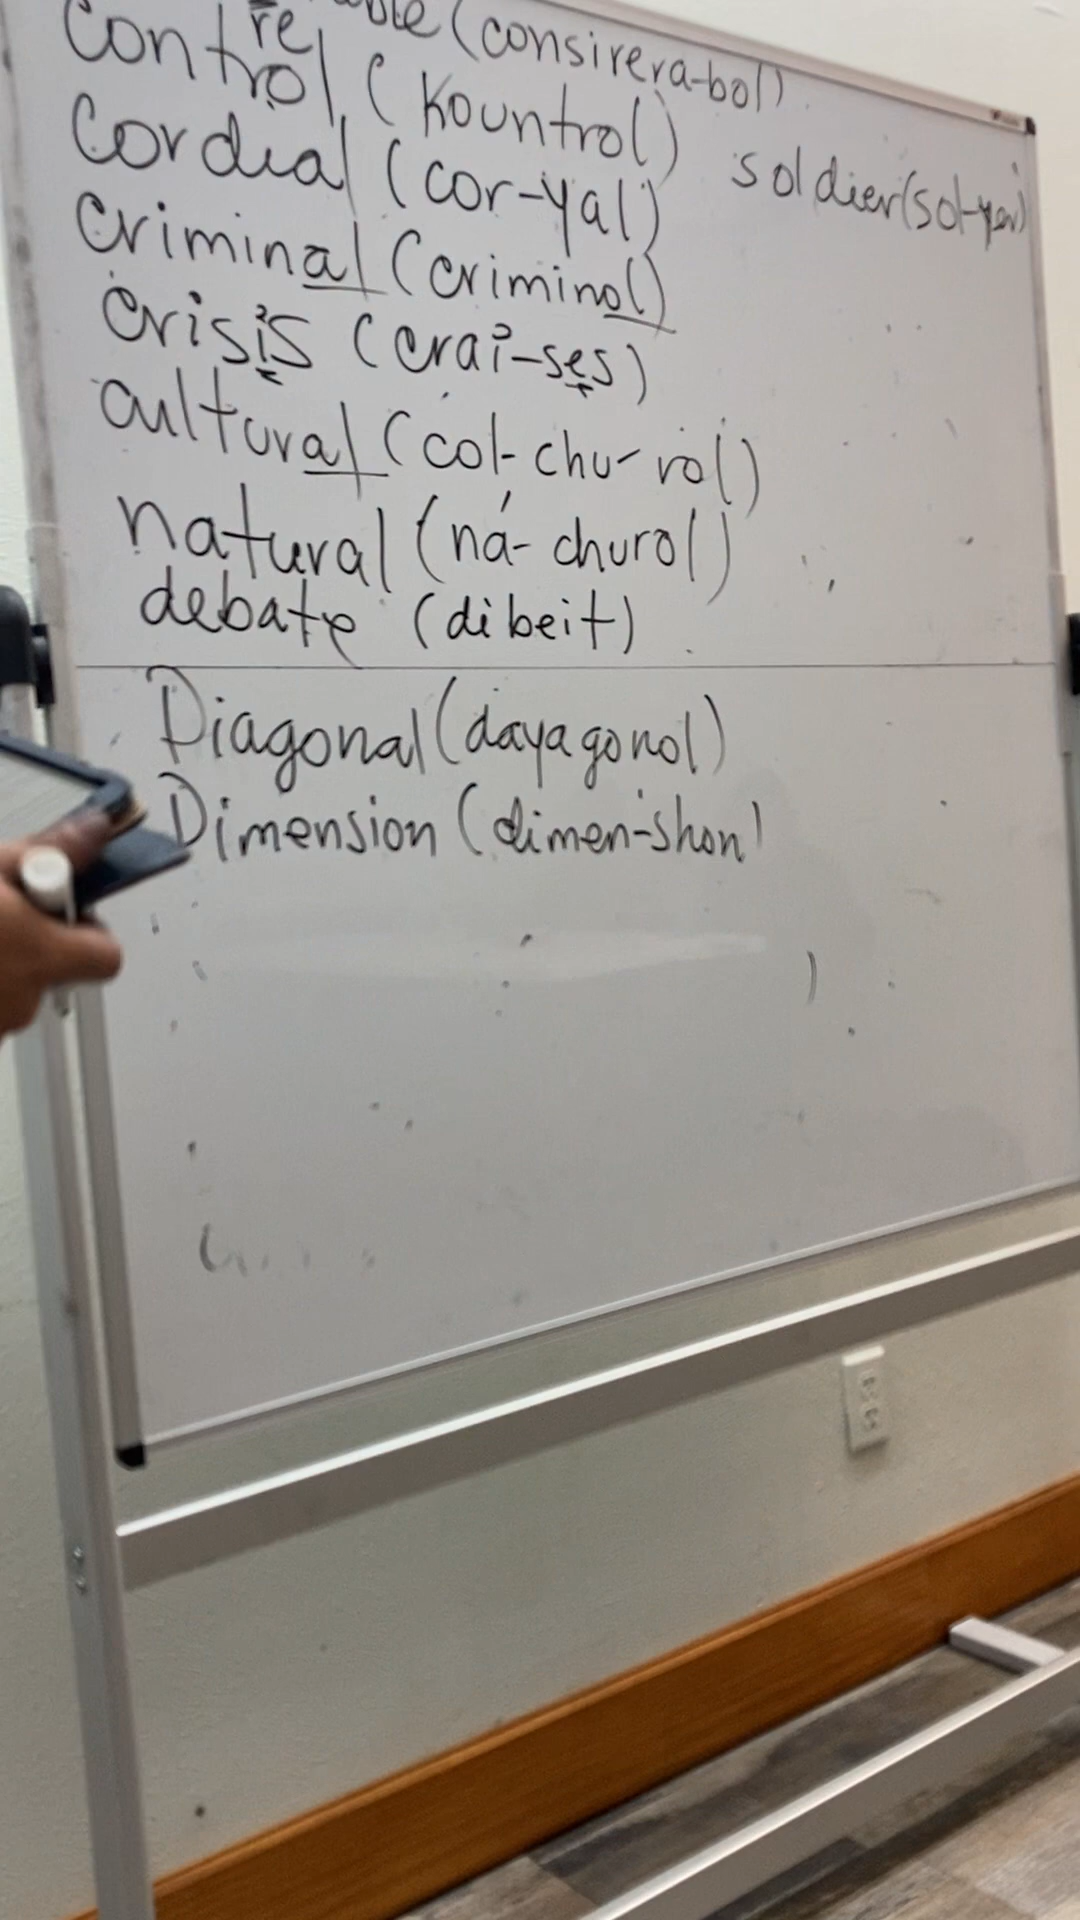 re
ble (consirera-bol)
Control (Kountrol)
Cordial (cor-yal)
soldier (sol-yer)
criminal (criminol)
crisis (crai-ses)
cultural (col-chu-rol)
natural (ná-churol)
debate (dibeit)
Diagonal (dayagonol)
Dimension (dimen-shon)